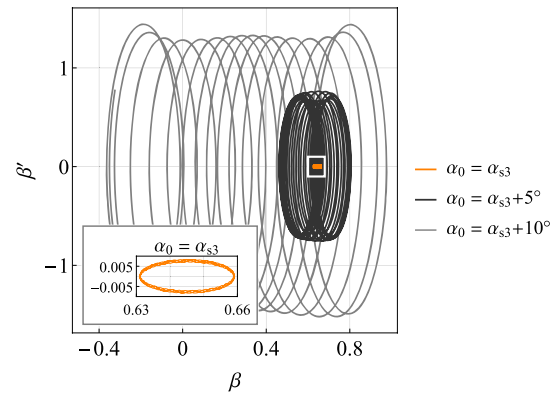 1
0
−1
β′
−0.4
0
0.4
0.8
β
α₀ = αₛ₃
0.005
−0.005
0.63
0.66
α₀ = αₛ₃
α₀ = αₛ₃+5°
α₀ = αₛ₃+10°